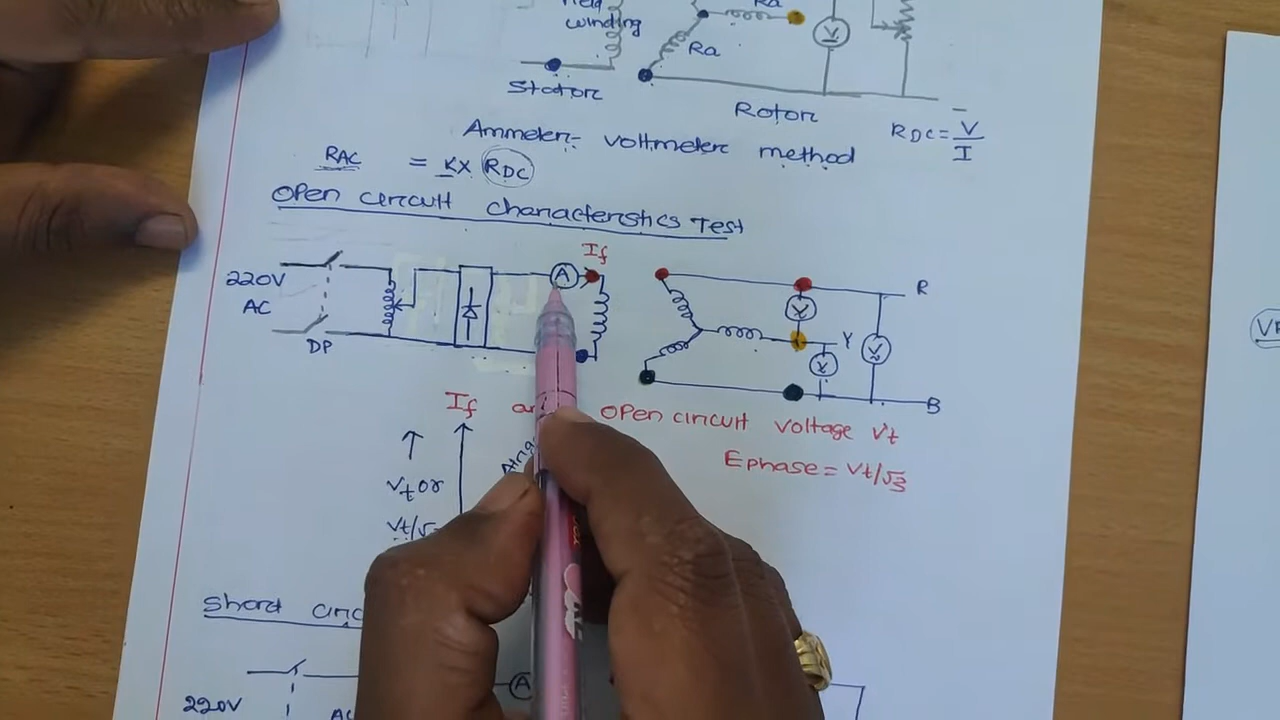 winding
Ra
V
Ra
Stator
Rotor
RDC = V/I
Ammeter- voltmeter method
RAC = KX RDC
Open circuit characteristics Test
If
220V
AC
DP
A
V
V
V
R
Y
B
If
open circuit voltage Vt
Ephase = Vt/√3
Vt or
Short circ
220V
A